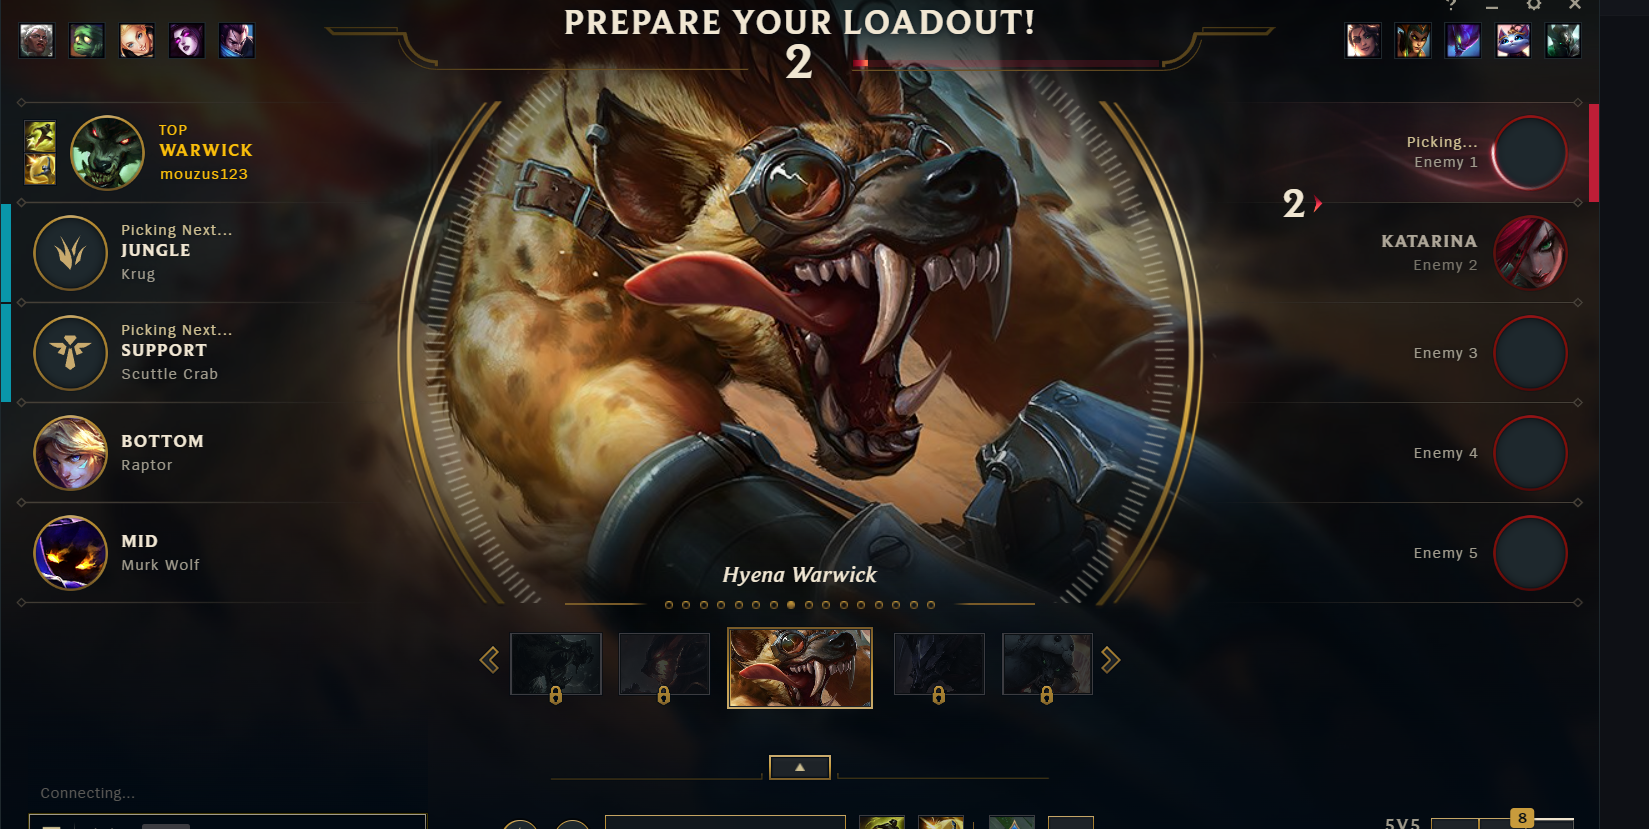 PREPARE YOUR LOADOUT!
2
TOP
WARWICK
mouzus123
Picking Next...
JUNGLE
Krug
Picking Next...
SUPPORT
Scuttle Crab
BOTTOM
Raptor
MID
Murk Wolf
Picking...
Enemy 1
2
KATARINA
Enemy 2
Enemy 3
Enemy 4
Enemy 5
Hyena Warwick
Connecting...
5V5
8